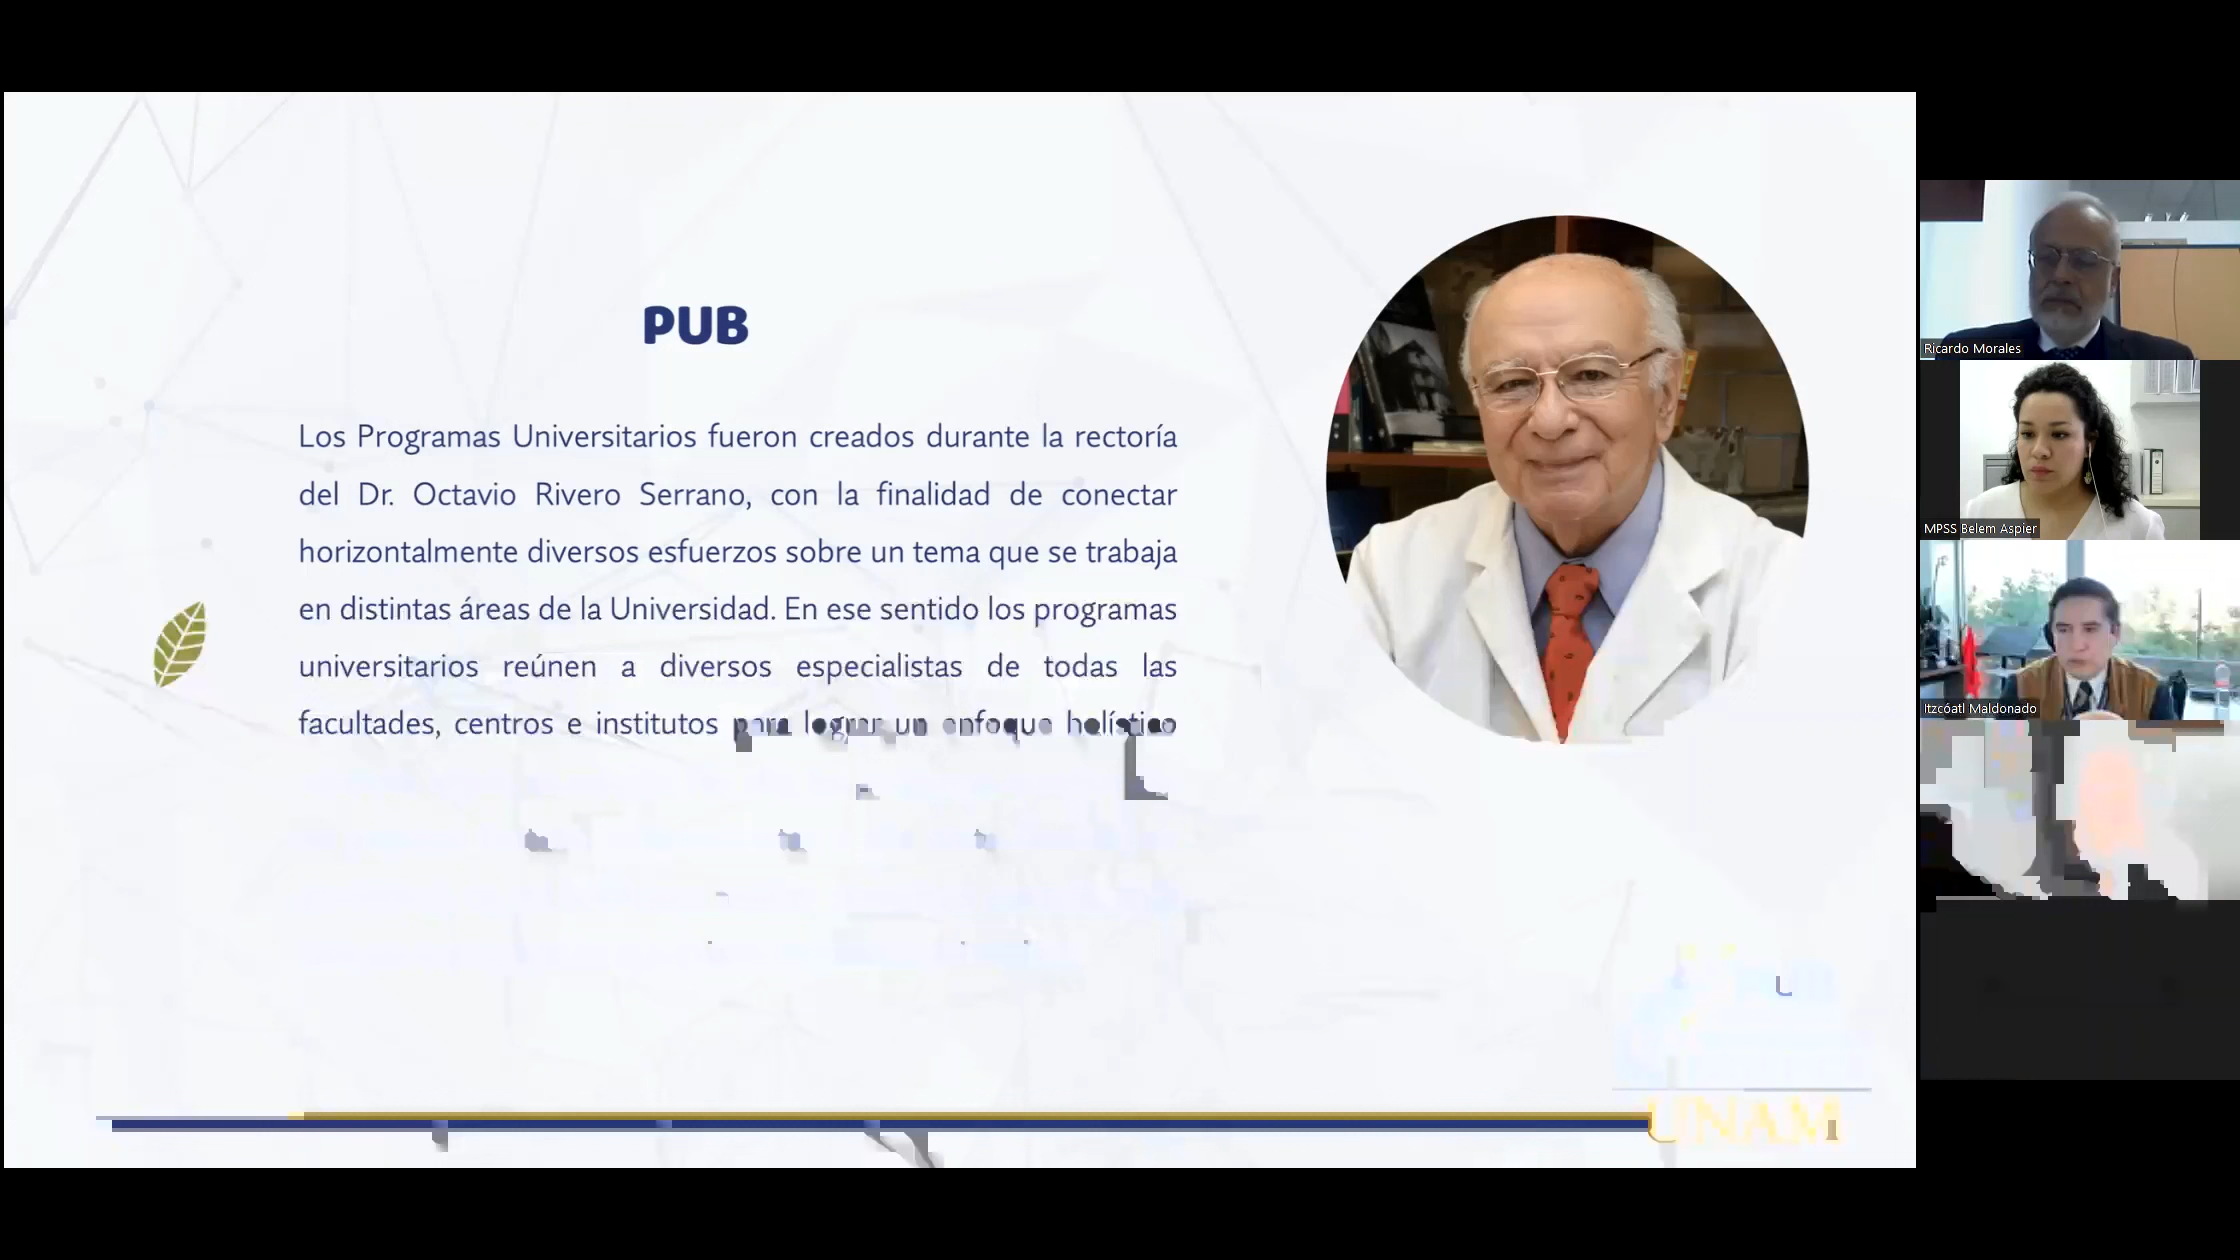 PUB
Los Programas Universitarios fueron creados durante la rectoría
del Dr. Octavio Rivero Serrano, con la finalidad de conectar
horizontalmente diversos esfuerzos sobre un tema que se trabaja
en distintas áreas de la Universidad. En ese sentido los programas
universitarios reúnen a diversos especialistas de todas las
facultades, centros e institutos para lograr un enfoque holístico
UNAM
Ricardo Morales
MPSS Belem Aspier
Itzcóatl Maldonado